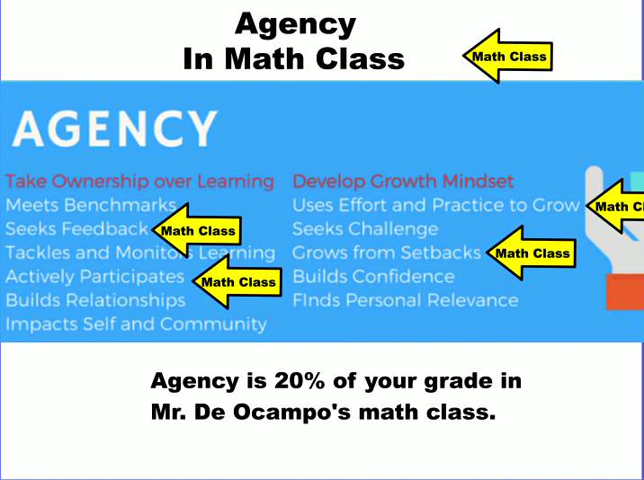 Agency
In Math Class
Math Class
AGENCY
Take Ownership over Learning
Meets Benchmarks
Seeks Feedback
Math Class
Tackles and Monitors Learning
Actively Participates
Math Class
Builds Relationships
Impacts Self and Community
Develop Growth Mindset
Uses Effort and Practice to Grow
Math Cl
Seeks Challenge
Grows from Setbacks
Math Class
Builds Confidence
FInds Personal Relevance
Agency is 20% of your grade in
Mr. De Ocampo's math class.